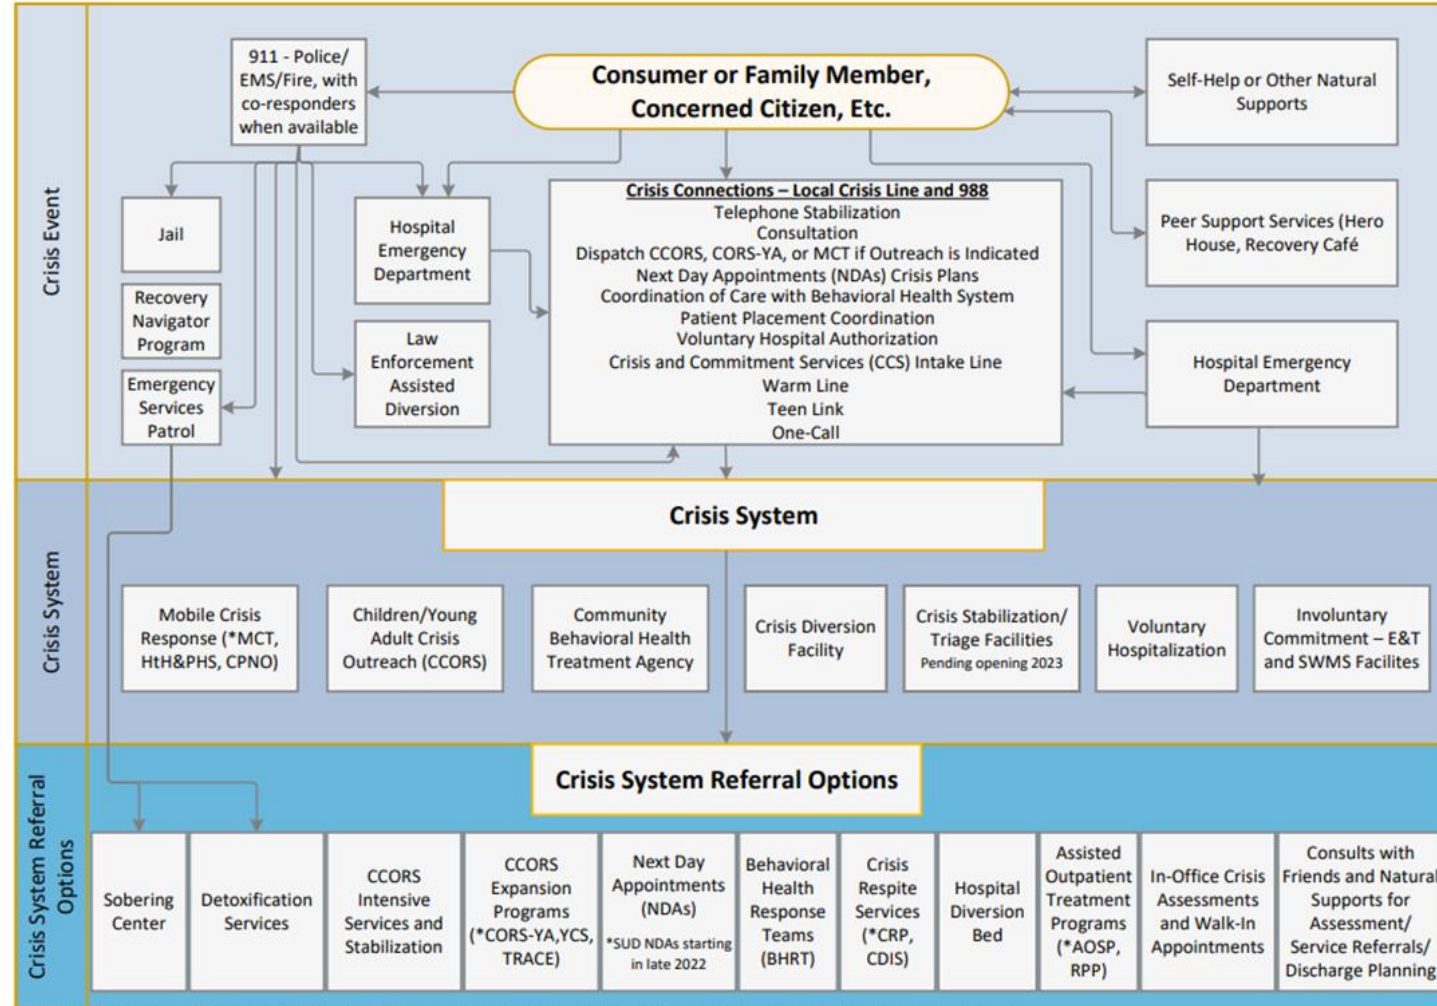 Crisis Event
911 - Police/
EMS/Fire, with
co-responders
when available
Consumer or Family Member,
Concerned Citizen, Etc.
Self-Help or Other Natural
Supports
Jail
Hospital
Emergency
Department
Crisis Connections – Local Crisis Line and 988
Telephone Stabilization
Consultation
Dispatch CCORS, CORS-YA, or MCT if Outreach is Indicated
Next Day Appointments (NDAs) Crisis Plans
Coordination of Care with Behavioral Health System
Patient Placement Coordination
Voluntary Hospital Authorization
Crisis and Commitment Services (CCS) Intake Line
Warm Line
Teen Link
One-Call
Peer Support Services (Hero
House, Recovery Café
Recovery
Navigator
Program
Law
Enforcement
Assisted
Diversion
Hospital Emergency
Department
Emergency
Services
Patrol
Crisis System
Crisis System
Mobile Crisis
Response (*MCT,
HtH&PHS, CPNO)
Children/Young
Adult Crisis
Outreach (CCORS)
Community
Behavioral Health
Treatment Agency
Crisis Diversion
Facility
Crisis Stabilization/
Triage Facilities
Pending opening 2023
Voluntary
Hospitalization
Involuntary
Commitment – E&T
and SWMS Facilites
Crisis System Referral
Options
Crisis System Referral Options
Sobering
Center
Detoxification
Services
CCORS
Intensive
Services and
Stabilization
CCORS
Expansion
Programs
(*CORS-YA,YCS,
TRACE)
Next Day
Appointments
(NDAs)
*SUD NDAs starting
in late 2022
Behavioral
Health
Response
Teams
(BHRT)
Crisis
Respite
Services
(*CRP,
CDIS)
Hospital
Diversion
Bed
Assisted
Outpatient
Treatment
Programs
(*AOSP,
RPP)
In-Office Crisis
Assessments
and Walk-In
Appointments
Consults with
Friends and Natural
Supports for
Assessment/
Service Referrals/
Discharge Planning